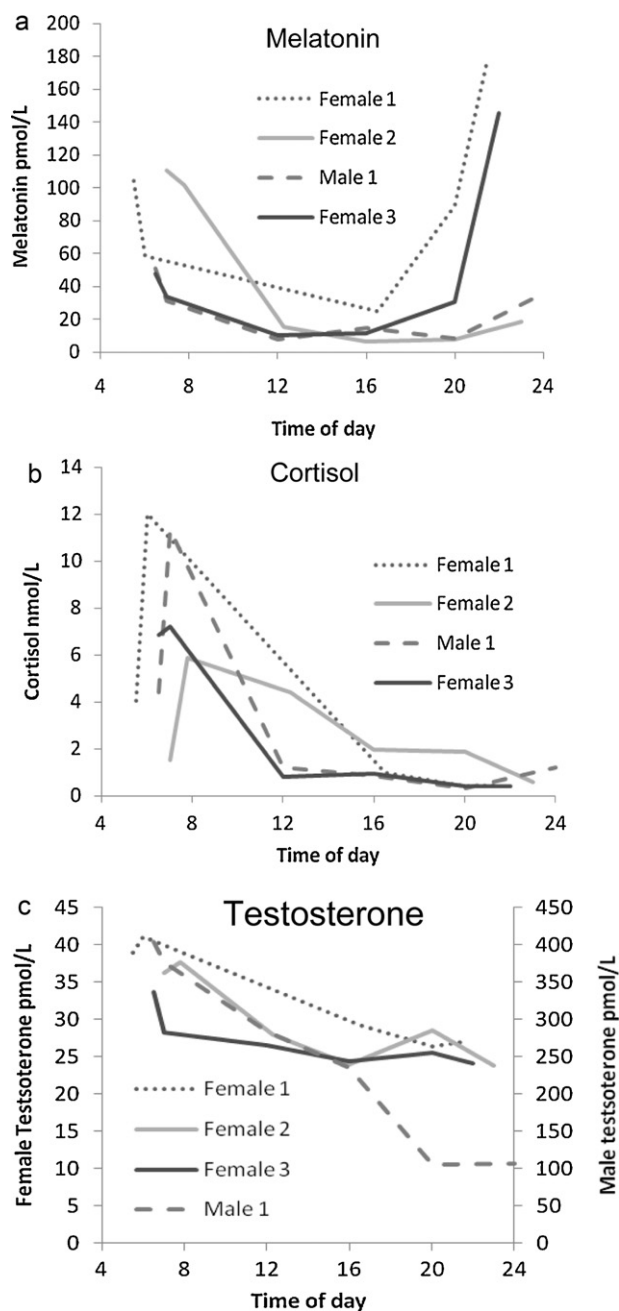 a
Melatonin
200
180
160
140
120
100
80
60
40
20
0
Melatonin pmol/L
Female 1
Female 2
Male 1
Female 3
4 8 12 16 20 24
Time of day
b
Cortisol
14
12
10
8
6
4
2
0
Cortisol nmol/L
Female 1
Female 2
Male 1
Female 3
4 8 12 16 20 24
Time of day
c
Testosterone
45 450
40 400
35 350
30 300
25 250
20 200
15 150
10 100
5 50
0 0
Female Testsoterone pmol/L
Male testsoterone pmol/L
Female 1
Female 2
Female 3
Male 1
4 8 12 16 20 24
Time of day